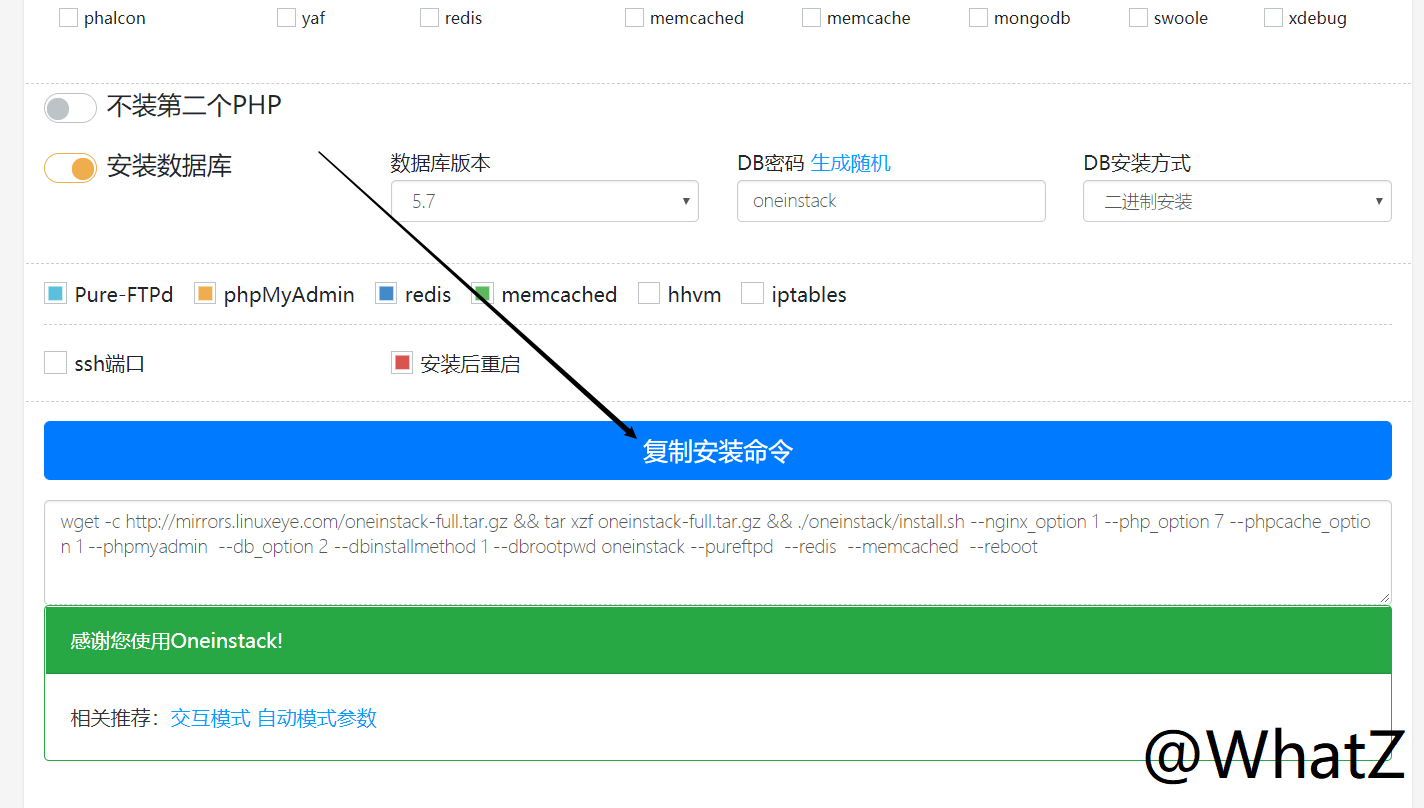 phalcon yaf redis memcached memcache mongodb swoole xdebug
不装第二个PHP
安装数据库 数据库版本 DB密码 生成随机 DB安装方式
5.7 oneinstack 二进制安装
Pure-FTPd phpMyAdmin redis memcached hhvm iptables
ssh端口 安装后重启
复制安装命令
wget -c http://mirrors.linuxeye.com/oneinstack-full.tar.gz && tar xzf oneinstack-full.tar.gz && ./oneinstack/install.sh --nginx_option 1 --php_option 7 --phpcache_optio
n 1 --phpmyadmin  --db_option 2 --dbinstallmethod 1 --dbrootpwd oneinstack --pureftpd  --redis  --memcached  --reboot
感谢您使用Oneinstack!
相关推荐：交互模式 自动模式参数
@WhatZ